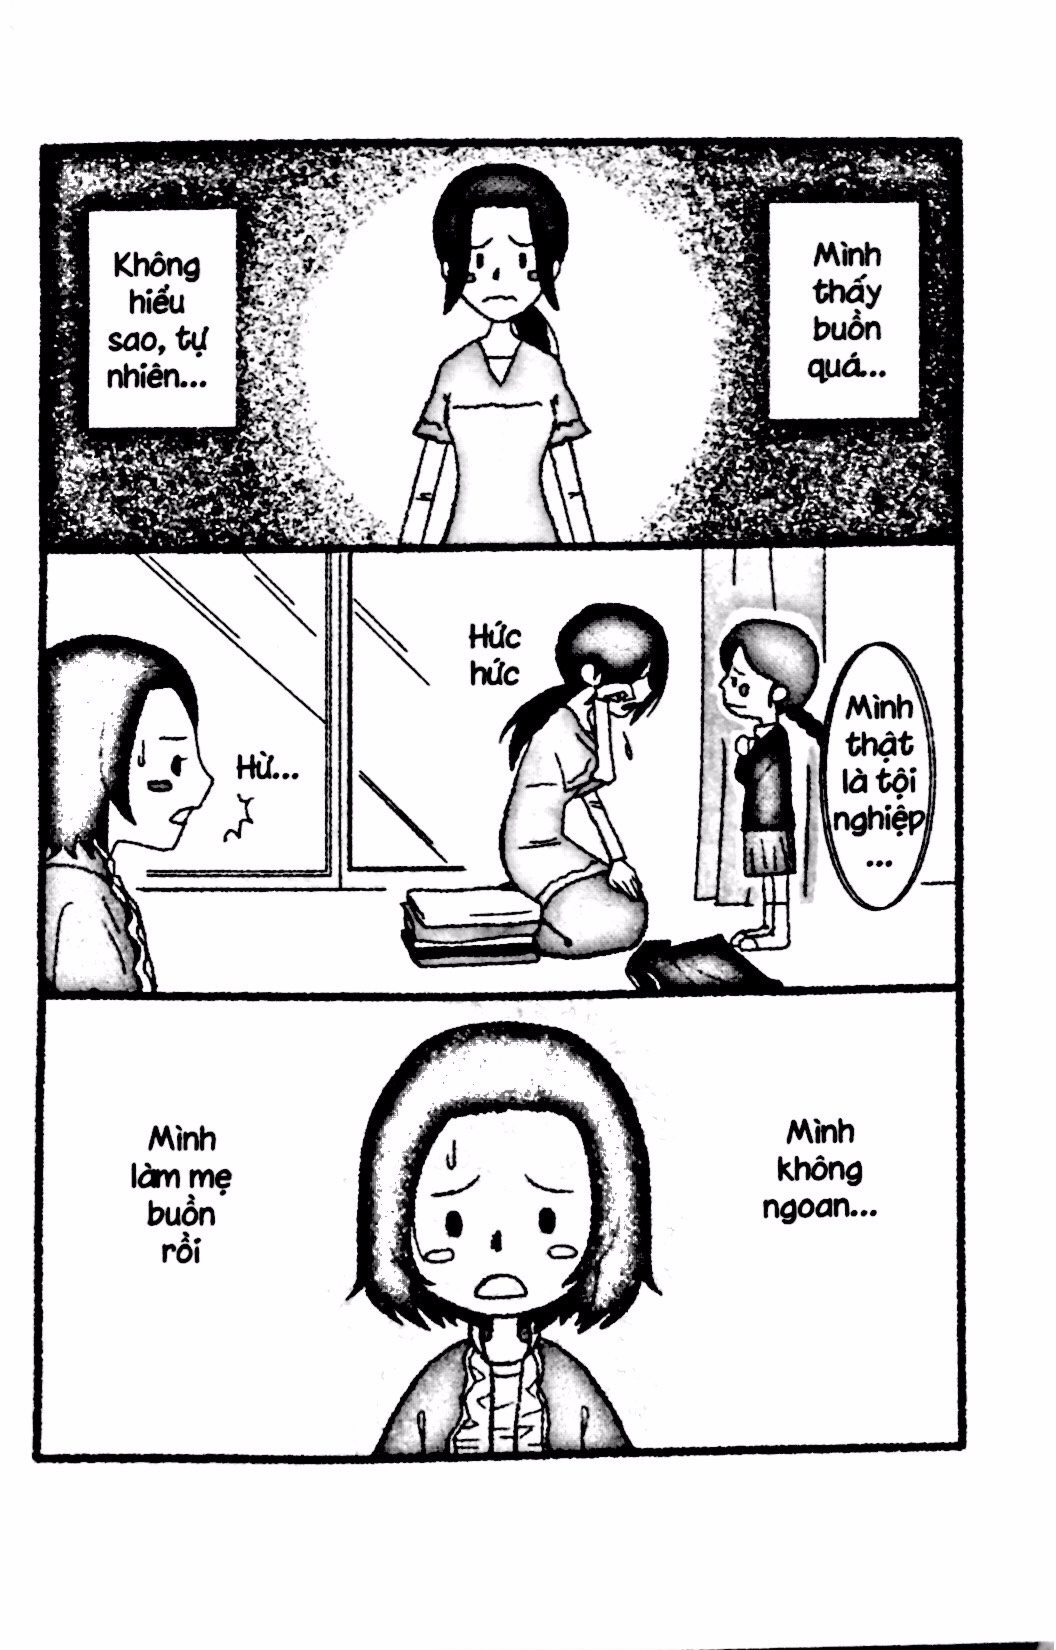 Không
hiểu
sao, tự
nhiên...
Mình
thấy
buồn
quá...
Hừ...
Hức
hức
Mình
thật
là tội
nghiệp
...
Mình
làm mẹ
buồn
rồi
Mình
không
ngoan...